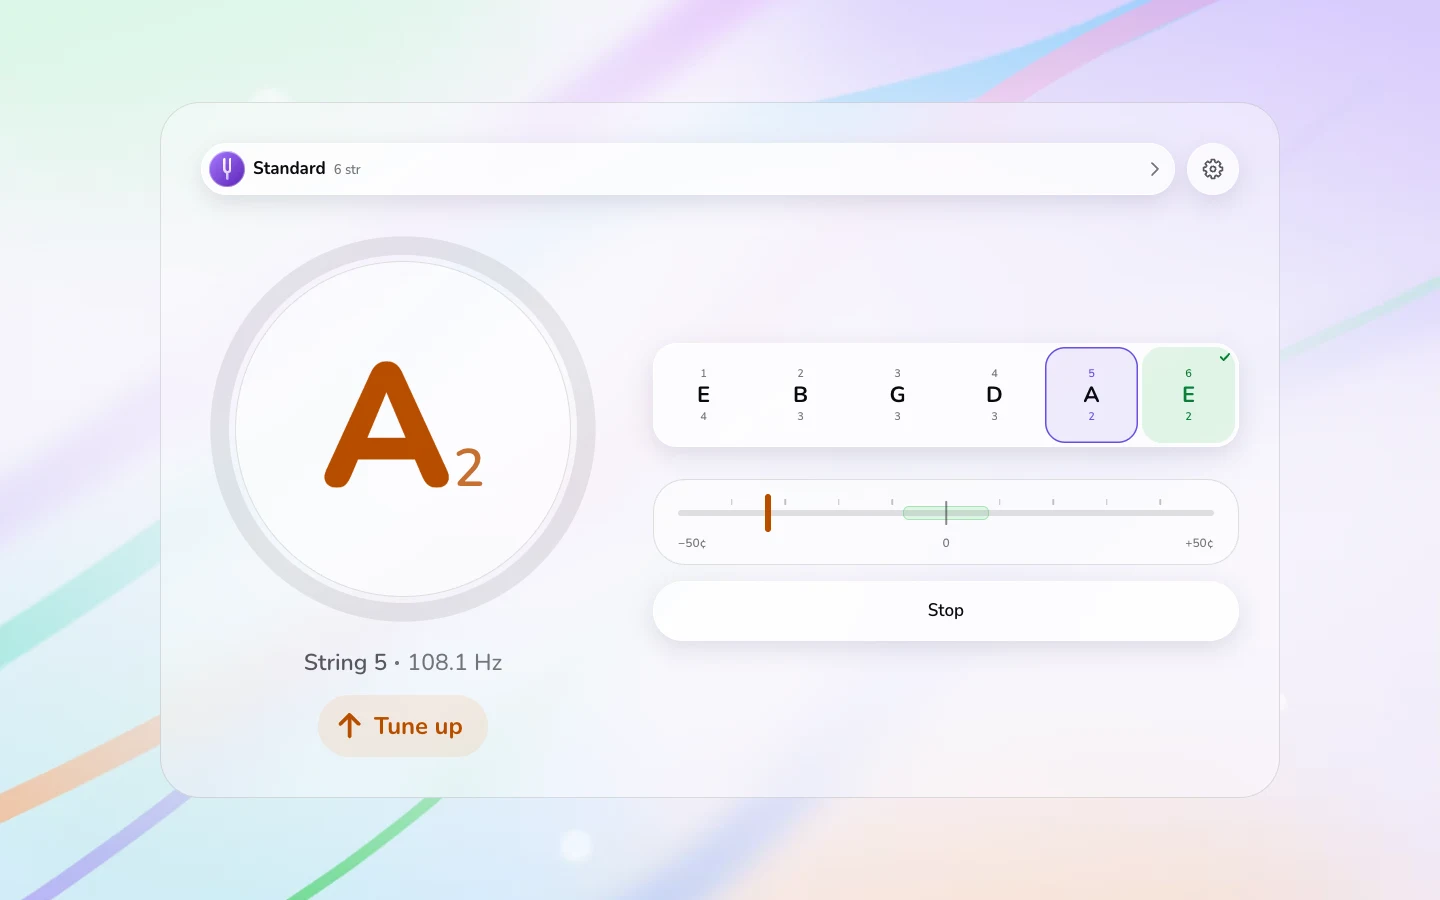 Standard 6 str
A2
String 5 • 108.1 Hz
Tune up
1 2 3 4 5 6
E B G D A E
4 3 3 3 2 2
−50¢ 0 +50¢
Stop